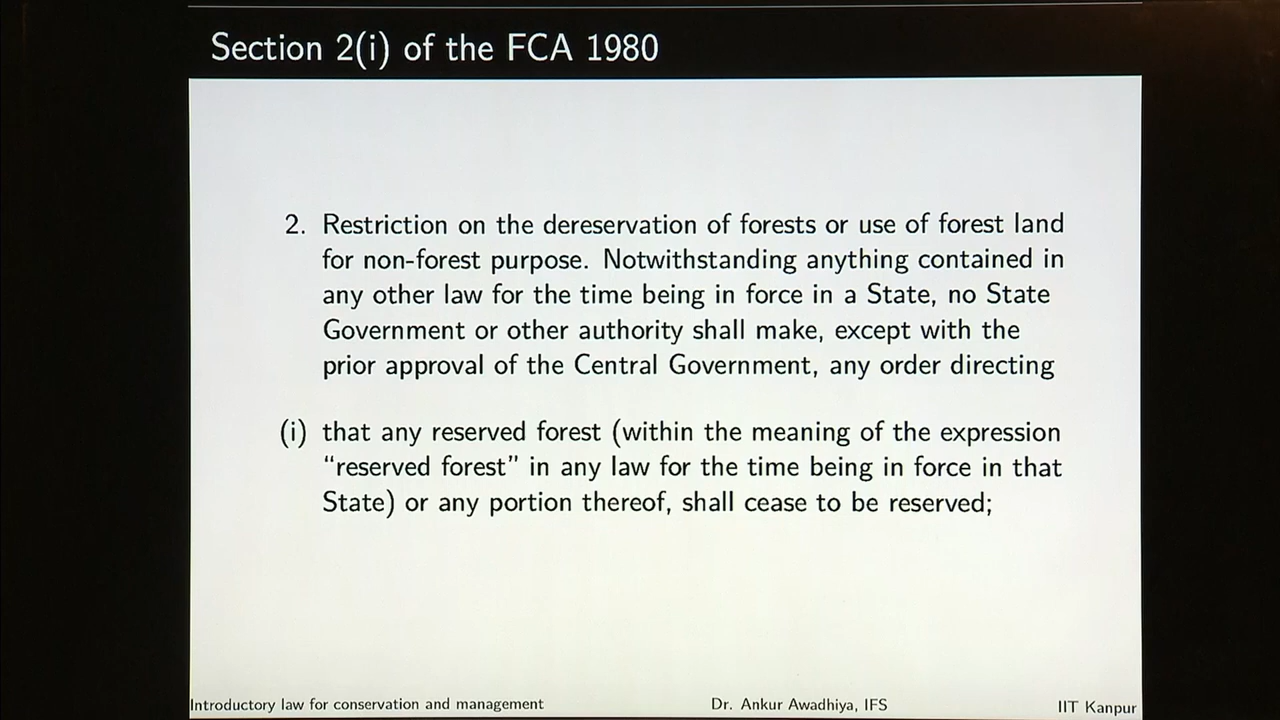 Section 2(i) of the FCA 1980
2. Restriction on the dereservation of forests or use of forest land
for non-forest purpose. Notwithstanding anything contained in
any other law for the time being in force in a State, no State
Government or other authority shall make, except with the
prior approval of the Central Government, any order directing
(i) that any reserved forest (within the meaning of the expression
“reserved forest” in any law for the time being in force in that
State) or any portion thereof, shall cease to be reserved;
Introductory law for conservation and management Dr. Ankur Awadhiya, IFS IIT Kanpur